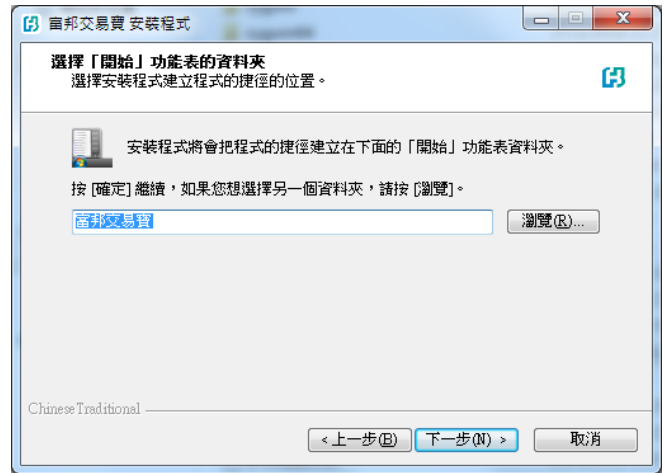 富邦交易寶 安裝程式
選擇「開始」功能表的資料夾
選擇安裝程式建立程式的捷徑的位置。
安裝程式將會把程式的捷徑建立在下面的「開始」功能表資料夾。
按 [確定] 繼續，如果您想選擇另一個資料夾，請按 [瀏覽]。
富邦交易寶
瀏覽(R)...
ChineseTraditional
<上一步(B)
下一步(N) >
取消